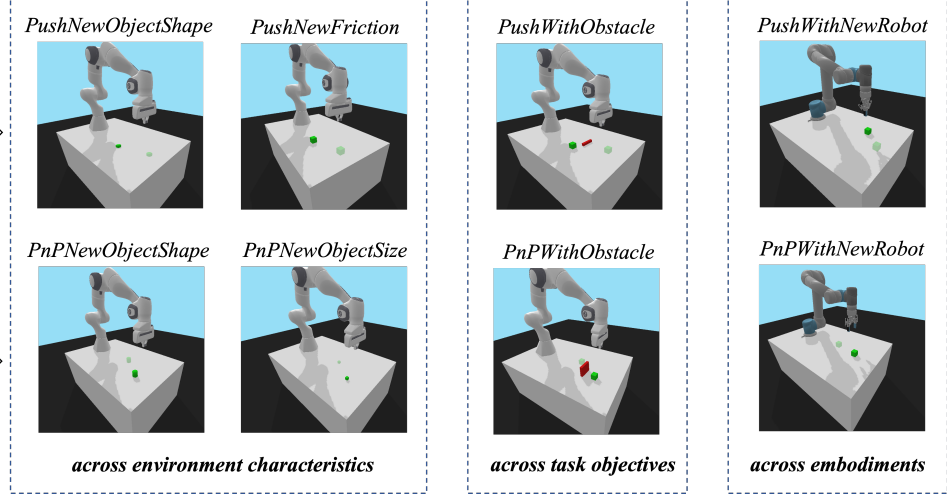 PushNewObjectShape
PushNewFriction
PushWithObstacle
PushWithNewRobot
PnPNewObjectShape
PnPNewObjectSize
PnPWithObstacle
PnPWithNewRobot
across environment characteristics
across task objectives
across embodiments